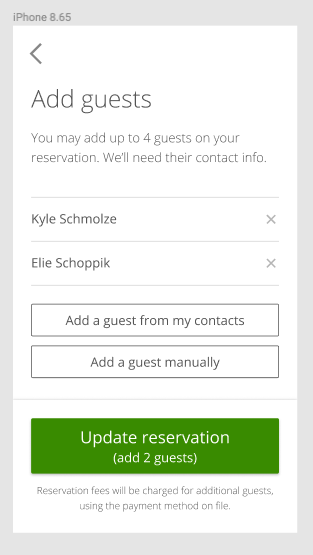 iPhone 8.65
Add guests
You may add up to 4 guests on your
reservation. We'll need their contact info.
Kyle Schmolze
Elie Schoppik
Add a guest from my contacts
Add a guest manually
Update reservation
(add 2 guests)
Reservation fees will be charged for additional guests,
using the payment method on file.